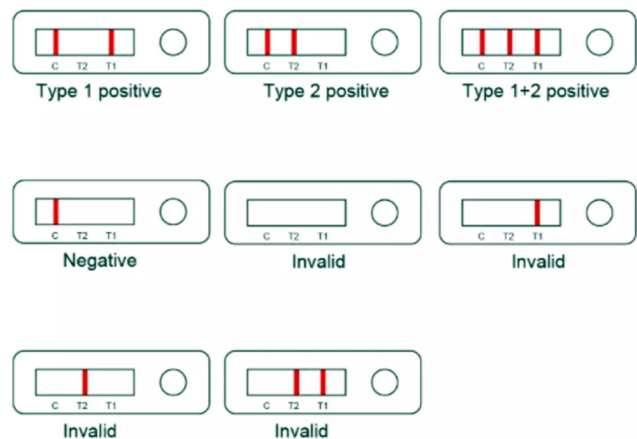 C T2 T1
C T2 T1
C T2 T1
Type 1 positive
Type 2 positive
Type 1+2 positive
C T2 T1
C T2 T1
C T2 T1
Negative
Invalid
Invalid
C T2 T1
C T2 T1
Invalid
Invalid